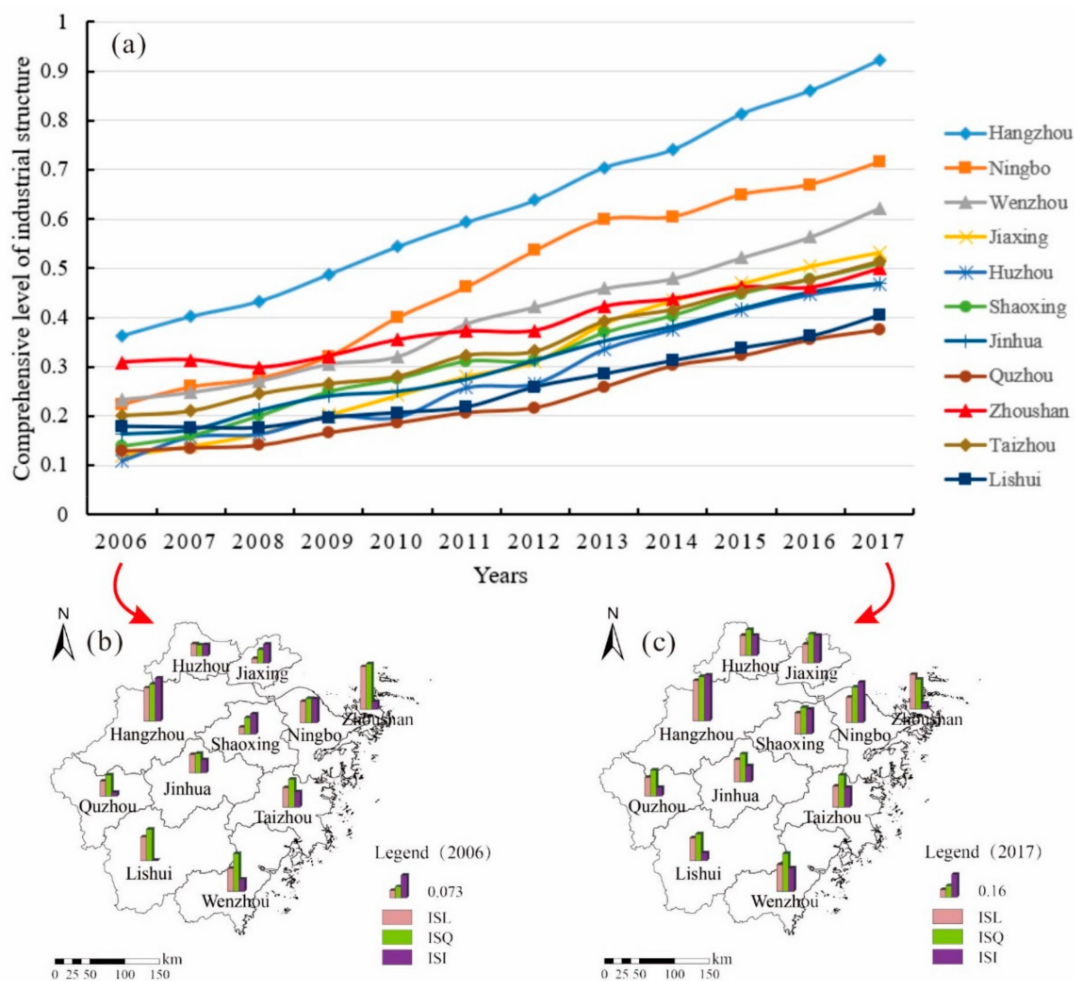 (a)
Comprehensive level of industrial structure
1
0.9
0.8
0.7
0.6
0.5
0.4
0.3
0.2
0.1
0
2006 2007 2008 2009 2010 2011 2012 2013 2014 2015 2016 2017
Years
Hangzhou
Ningbo
Wenzhou
Jiaxing
Huzhou
Shaoxing
Jinhua
Quzhou
Zhoushan
Taizhou
Lishui
N
(b)
Huzhou
Jiaxing
Zhoushan
Hangzhou
Shaoxing
Ningbo
Jinhua
Quzhou
Taizhou
Lishui
Wenzhou
Legend (2006)
0.073
ISL
ISQ
ISI
0 25 50 100 150 km
N
(c)
Huzhou
Jiaxing
Zhoushan
Hangzhou
Shaoxing
Ningbo
Jinhua
Quzhou
Taizhou
Lishui
Wenzhou
Legend (2017)
0.16
ISL
ISQ
ISI
0 25 50 100 150 km